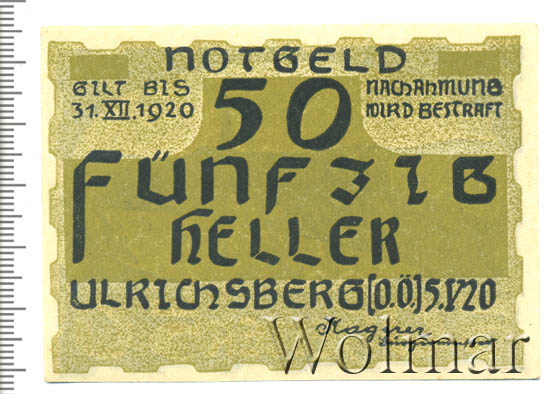 NOTGELD
GILT BIS
31. XII. 1920
50
NACHAHMUNG
WIRD BESTRAFT
FÜNFZIG
HELLER
ULRICHSBERG (O.Ö.) 5.V.20
Wolmar